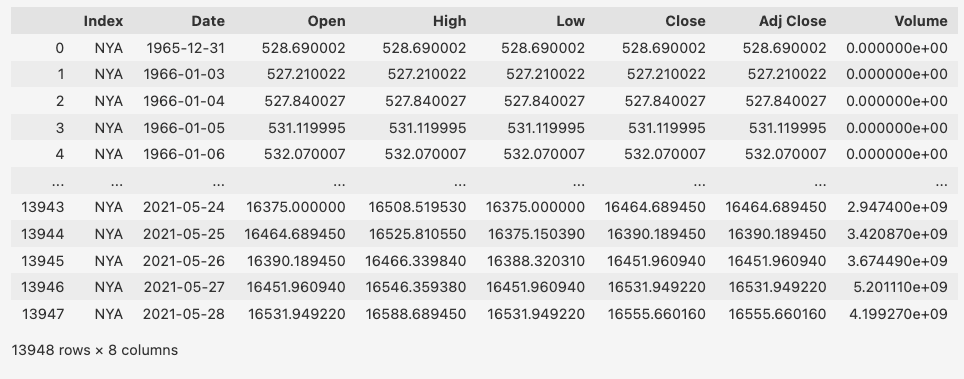 Index Date Open High Low Close Adj Close Volume
0 NYA 1965-12-31 528.690002 528.690002 528.690002 528.690002 528.690002 0.000000e+00
1 NYA 1966-01-03 527.210022 527.210022 527.210022 527.210022 527.210022 0.000000e+00
2 NYA 1966-01-04 527.840027 527.840027 527.840027 527.840027 527.840027 0.000000e+00
3 NYA 1966-01-05 531.119995 531.119995 531.119995 531.119995 531.119995 0.000000e+00
4 NYA 1966-01-06 532.070007 532.070007 532.070007 532.070007 532.070007 0.000000e+00
... ... ... ... ... ... ... ... ...
13943 NYA 2021-05-24 16375.000000 16508.519530 16375.000000 16464.689450 16464.689450 2.947400e+09
13944 NYA 2021-05-25 16464.689450 16525.810550 16375.150390 16390.189450 16390.189450 3.420870e+09
13945 NYA 2021-05-26 16390.189450 16466.339840 16388.320310 16451.960940 16451.960940 3.674490e+09
13946 NYA 2021-05-27 16451.960940 16546.359380 16451.960940 16531.949220 16531.949220 5.201110e+09
13947 NYA 2021-05-28 16531.949220 16588.689450 16531.949220 16555.660160 16555.660160 4.199270e+09
13948 rows × 8 columns